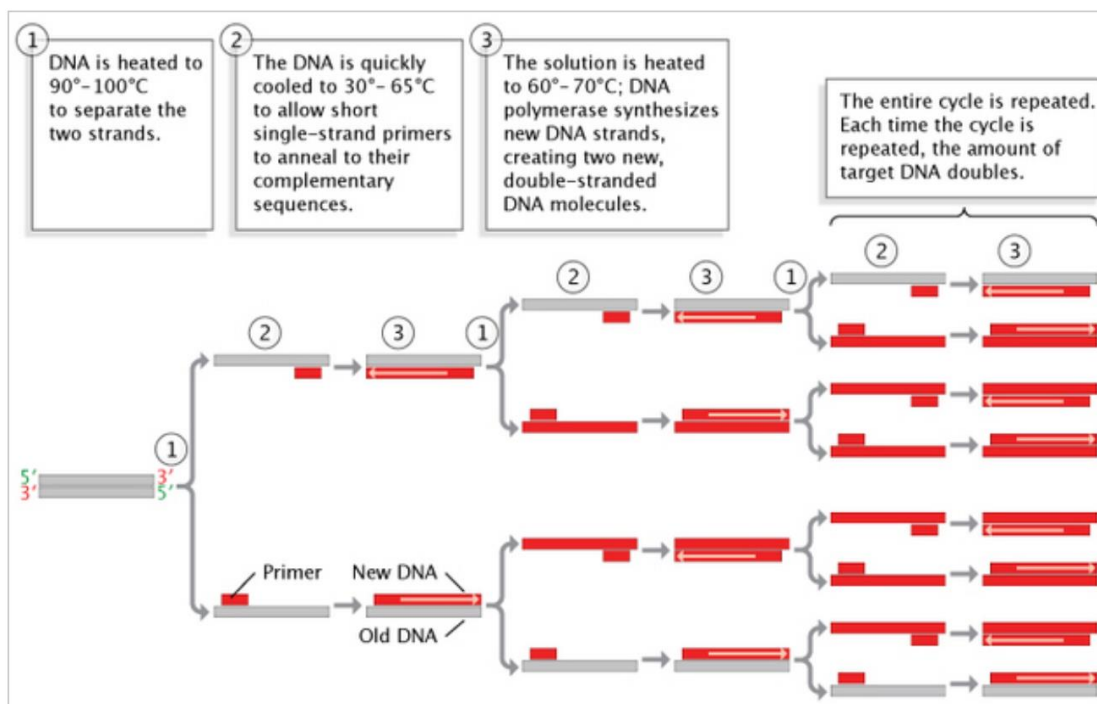 1
DNA is heated to
90°–100°C
to separate the
two strands.
2
The DNA is quickly
cooled to 30°–65°C
to allow short
single-strand primers
to anneal to their
complementary
sequences.
3
The solution is heated
to 60°–70°C; DNA
polymerase synthesizes
new DNA strands,
creating two new,
double-stranded
DNA molecules.
The entire cycle is repeated.
Each time the cycle is
repeated, the amount of
target DNA doubles.
2 3 1
2 3
2 3 1
1
5′ 3′
3′ 5′
Primer New DNA
Old DNA